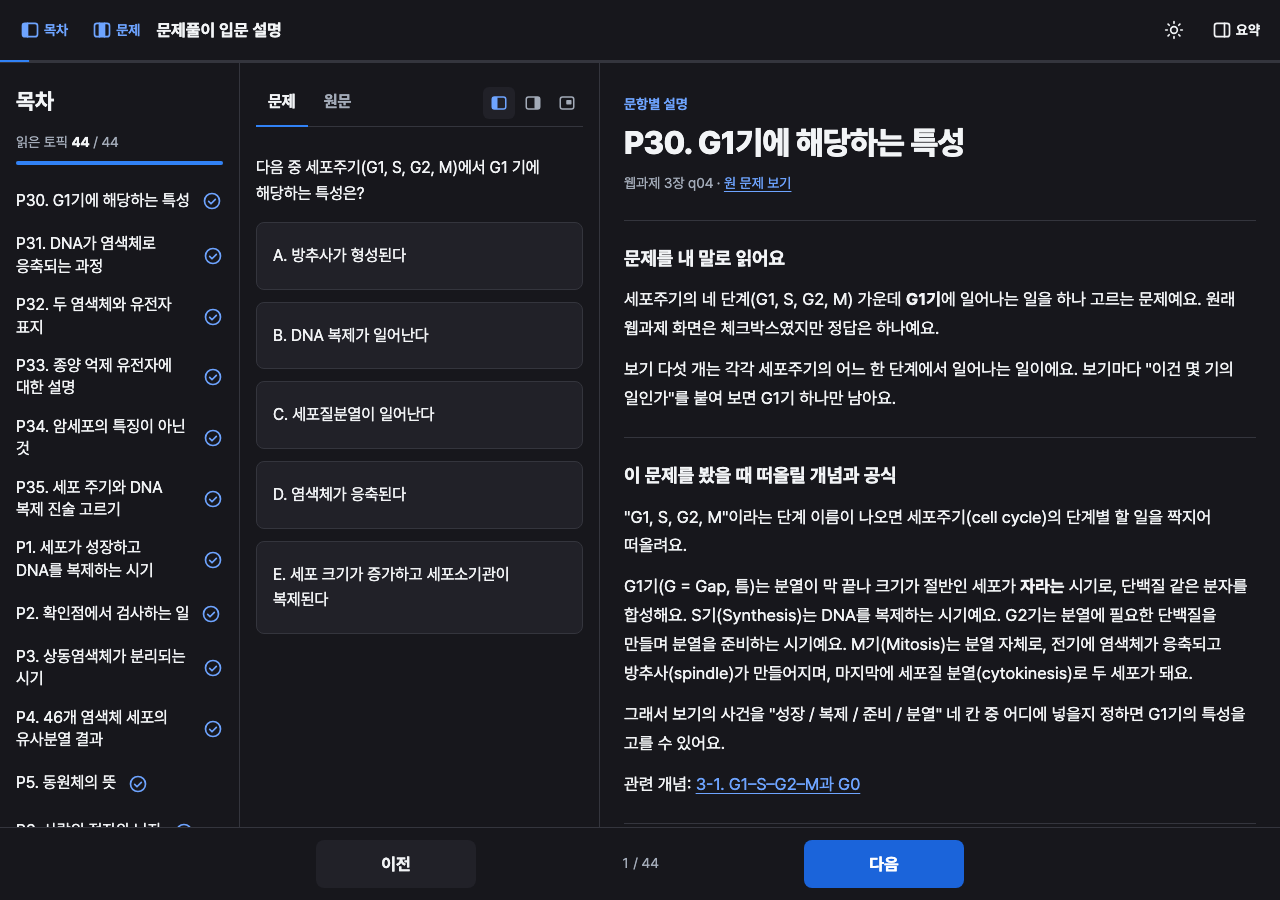 목차
문제
문제풀이 입문 설명
요약
목차
읽은 토픽 44 / 44
P30. G1기에 해당하는 특성
P31. DNA가 염색체로
응축되는 과정
P32. 두 염색체와 유전자
표지
P33. 종양 억제 유전자에
대한 설명
P34. 암세포의 특징이 아닌
것
P35. 세포 주기와 DNA
복제 진술 고르기
P1. 세포가 성장하고
DNA를 복제하는 시기
P2. 확인점에서 검사하는 일
P3. 상동염색체가 분리되는
시기
P4. 46개 염색체 세포의
유사분열 결과
P5. 동원체의 뜻
문제
원문
다음 중 세포주기(G1, S, G2, M)에서 G1 기에
해당하는 특성은?
A. 방추사가 형성된다
B. DNA 복제가 일어난다
C. 세포질분열이 일어난다
D. 염색체가 응축된다
E. 세포 크기가 증가하고 세포소기관이
복제된다
문항별 설명
P30. G1기에 해당하는 특성
웹과제 3장 q04 · 원 문제 보기
문제를 내 말로 읽어요
세포주기의 네 단계(G1, S, G2, M) 가운데 G1기에 일어나는 일을 하나 고르는 문제예요. 원래
웹과제 화면은 체크박스였지만 정답은 하나예요.
보기 다섯 개는 각각 세포주기의 어느 한 단계에서 일어나는 일이에요. 보기마다 "이건 몇 기의
일인가"를 붙여 보면 G1기 하나만 남아요.
이 문제를 봤을 때 떠올릴 개념과 공식
"G1, S, G2, M"이라는 단계 이름이 나오면 세포주기(cell cycle)의 단계별 할 일을 짝지어
떠올려요.
G1기(G = Gap, 틈)는 분열이 막 끝나 크기가 절반인 세포가 자라는 시기로, 단백질 같은 분자를
합성해요. S기(Synthesis)는 DNA를 복제하는 시기예요. G2기는 분열에 필요한 단백질을
만들며 분열을 준비하는 시기예요. M기(Mitosis)는 분열 자체로, 전기에 염색체가 응축되고
방추사(spindle)가 만들어지며, 마지막에 세포질 분열(cytokinesis)로 두 세포가 돼요.
그래서 보기의 사건을 "성장 / 복제 / 준비 / 분열" 네 칸 중 어디에 넣을지 정하면 G1기의 특성을
고를 수 있어요.
관련 개념: 3-1. G1–S–G2–M과 G0
이전
1 / 44
다음